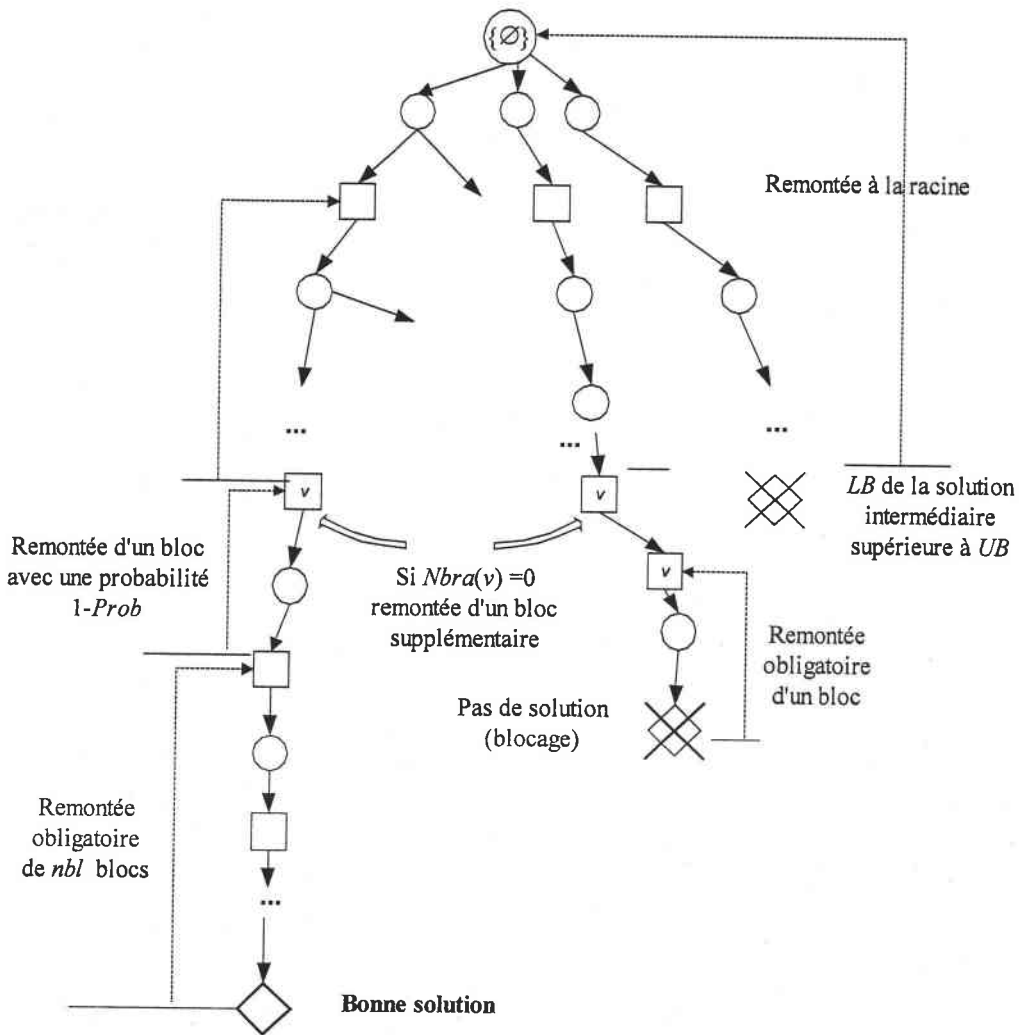 {∅}
Remontée à la racine
...
...
...
v
v
LB de la solution
intermédiaire
supérieure à UB
Remontée d'un bloc
avec une probabilité
1-Prob
Si Nbra(v) =0
remontée d'un bloc
supplémentaire
v
Remontée
obligatoire
d'un bloc
Pas de solution
(blocage)
Remontée
obligatoire
de nbl blocs
...
Bonne solution